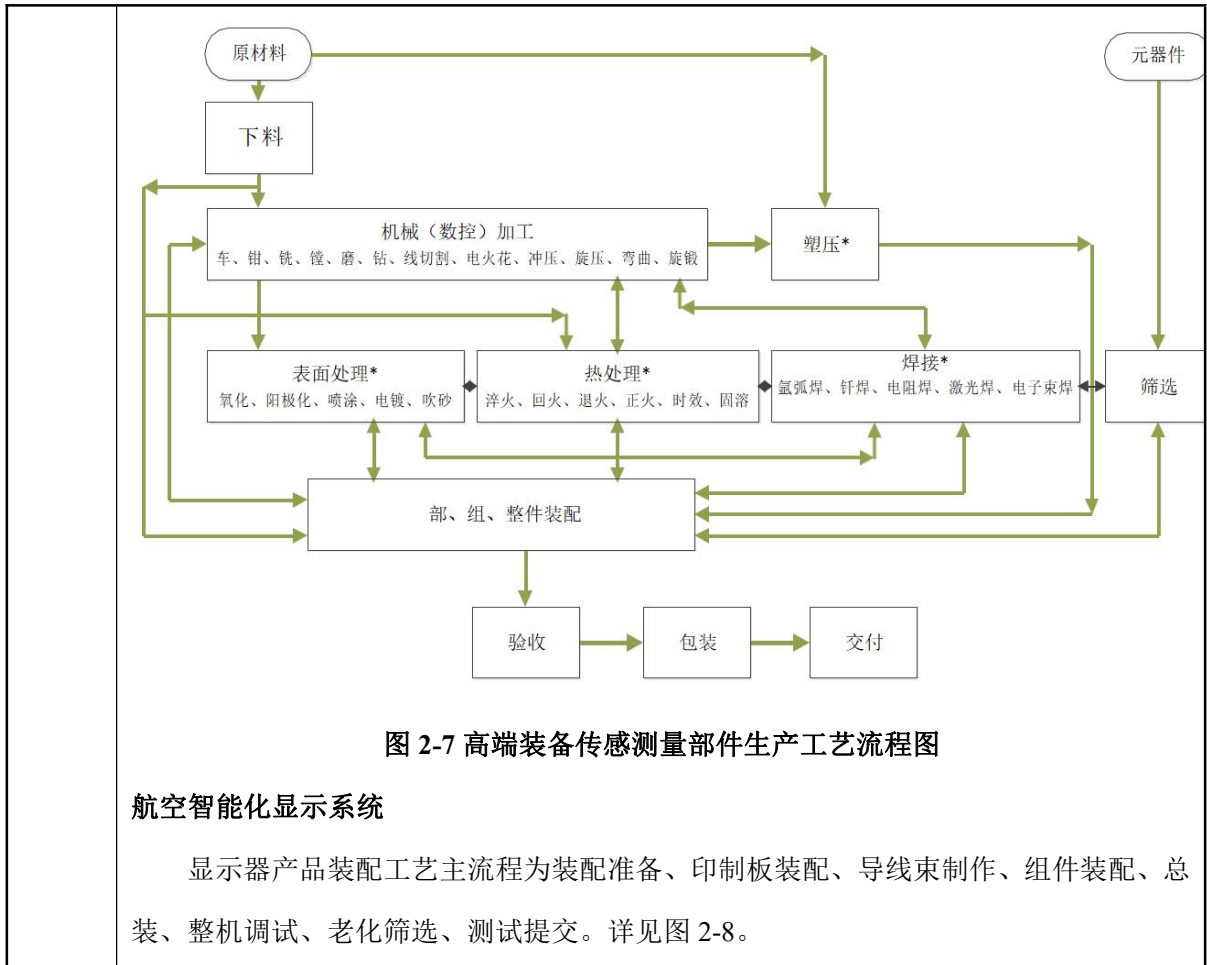 原材料
元器件
下料
机械（数控）加工
车、钳、铣、镗、磨、钻、线切割、电火花、冲压、旋压、弯曲、旋锻
塑压*
表面处理*
氧化、阳极化、喷涂、电镀、吹砂
热处理*
淬火、回火、退火、正火、时效、固溶
焊接*
氩弧焊、钎焊、电阻焊、激光焊、电子束焊
筛选
部、组、整件装配
验收
包装
交付
图 2-7 高端装备传感测量部件生产工艺流程图
航空智能化显示系统
显示器产品装配工艺主流程为装配准备、印制板装配、导线束制作、组件装配、总
装、整机调试、老化筛选、测试提交。详见图 2-8。